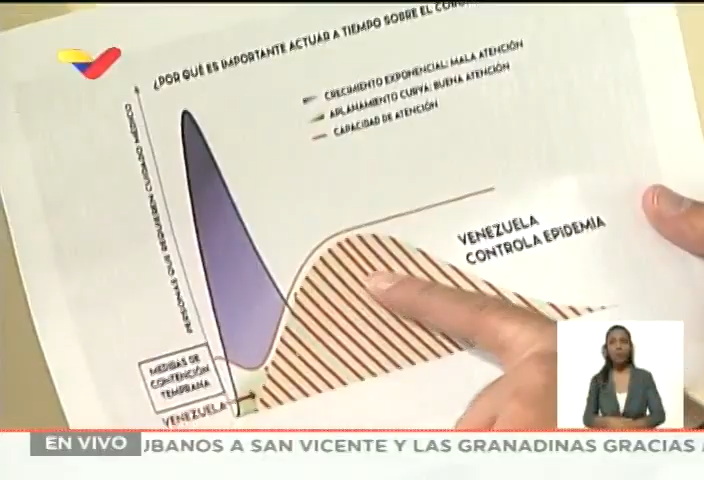 ¿POR QUÉ ES IMPORTANTE ACTUAR A TIEMPO SOBRE EL
CRECIMIENTO EXPONENCIAL: MALA ATENCIÓN
APLANAMIENTO CURVA: BUENA ATENCIÓN
CAPACIDAD DE ATENCIÓN
PERSONAS QUE REQUIEREN CUIDADO MÉDICO
VENEZUELA
CONTROLA EPIDEMIA
MEDIDAS DE
CONTENCIÓN
TEMPRANA
VENEZUELA
EN VIVO
UBANOS A SAN VICENTE Y LAS GRANADINAS GRACIAS